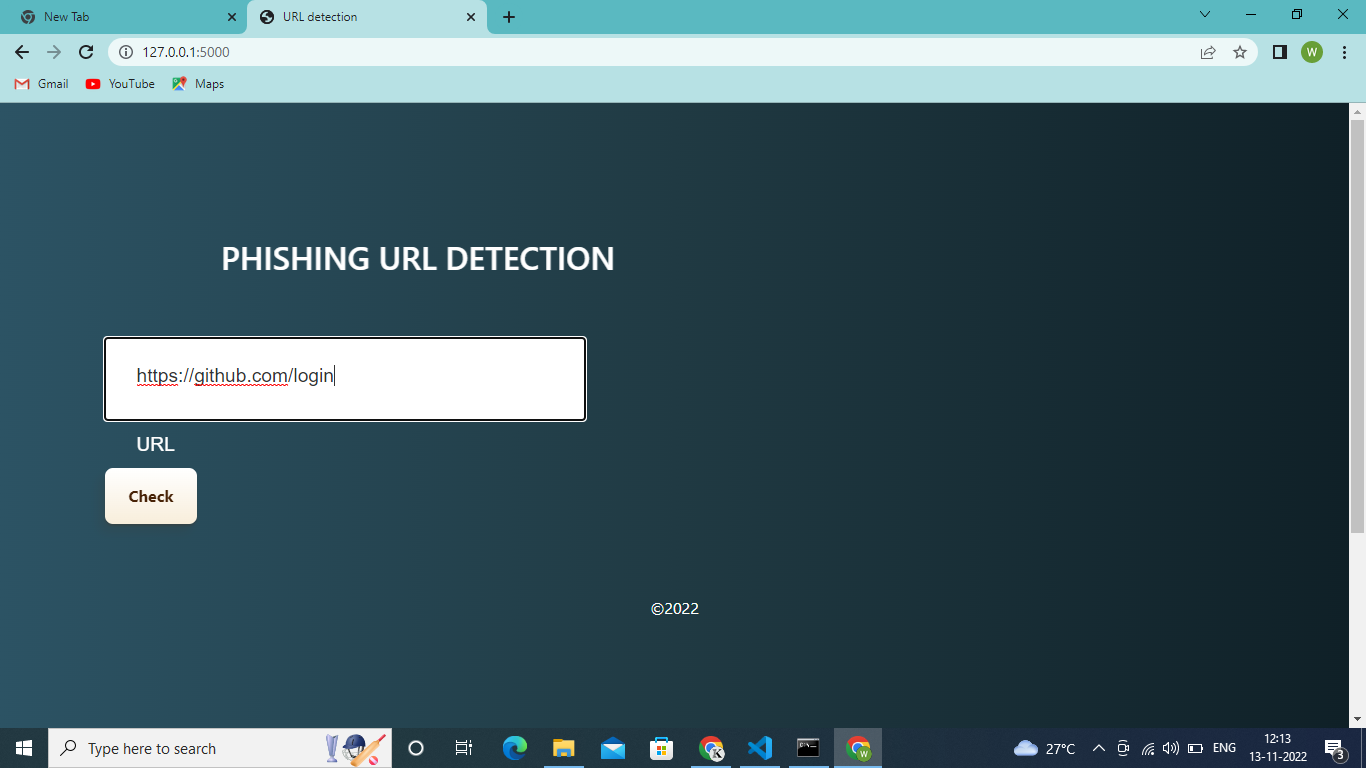 New Tab
URL detection
127.0.0.1:5000
W
Gmail
YouTube
Maps
PHISHING URL DETECTION
https://github.com/login
URL
Check
©2022
Type here to search
K
W
27°C
ENG
12:13
13-11-2022
3